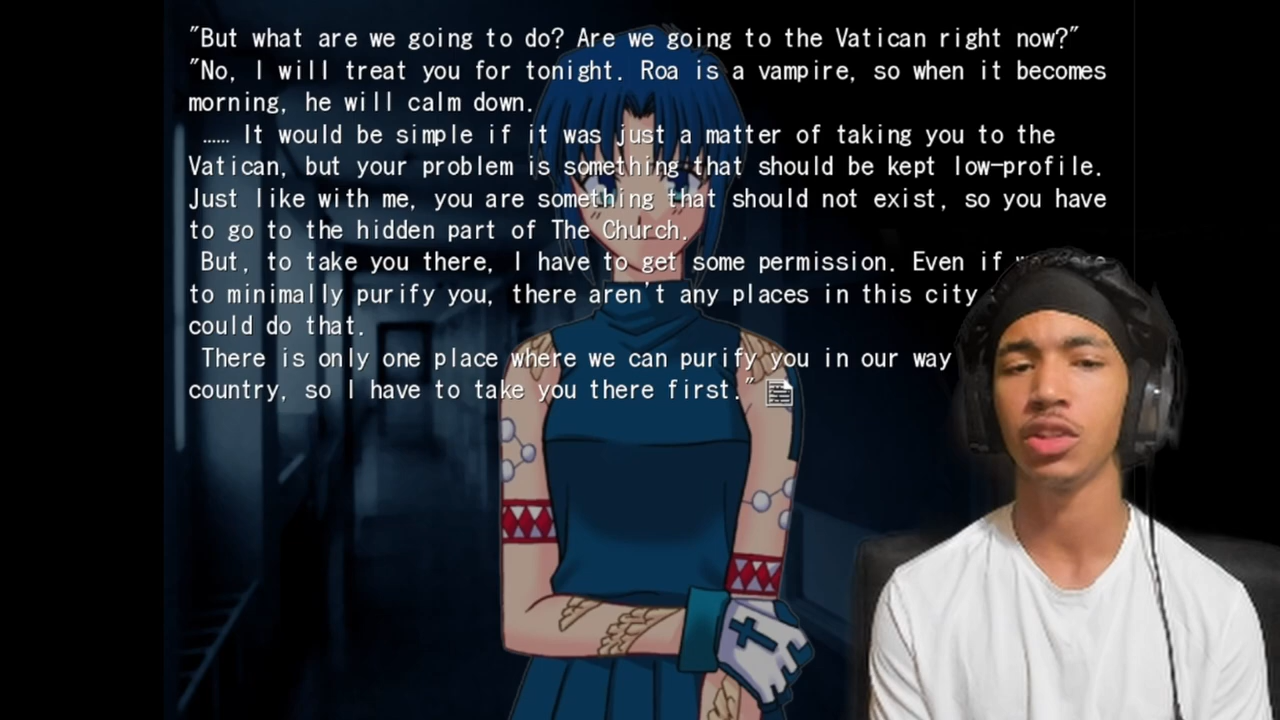 "But what are we going to do? Are we going to the Vatican right now?"
"No, I will treat you for tonight. Roa is a vampire, so when it becomes
morning, he will calm down.
…… It would be simple if it was just a matter of taking you to the
Vatican, but your problem is something that should be kept low-profile.
Just like with me, you are something that should not exist, so you have
to go to the hidden part of The Church.
But, to take you there, I have to get some permission. Even if
to minimally purify you, there aren't any places in this city
could do that.
There is only one place where we can purify you in our way
country, so I have to take you there first."